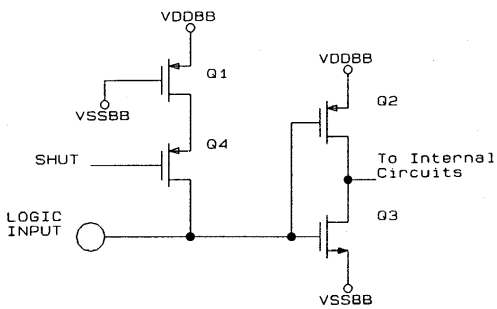 VDDBB
Q1
VSSBB
VDDBB
Q2
SHUT
Q4
To Internal
Circuits
LOGIC
INPUT
Q3
VSSBB